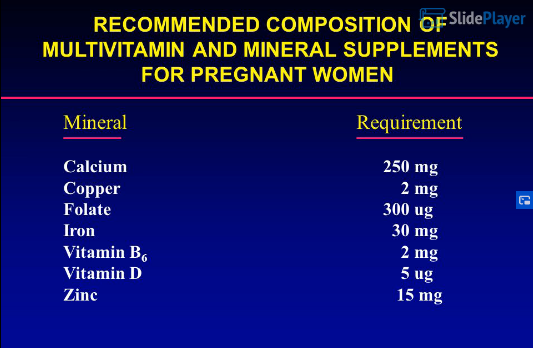 RECOMMENDED COMPOSITION OF
MULTIVITAMIN AND MINERAL SUPPLEMENTS
FOR PREGNANT WOMEN
SlidePlayer
Mineral Requirement
Calcium 250 mg
Copper 2 mg
Folate 300 ug
Iron 30 mg
Vitamin B₆ 2 mg
Vitamin D 5 ug
Zinc 15 mg